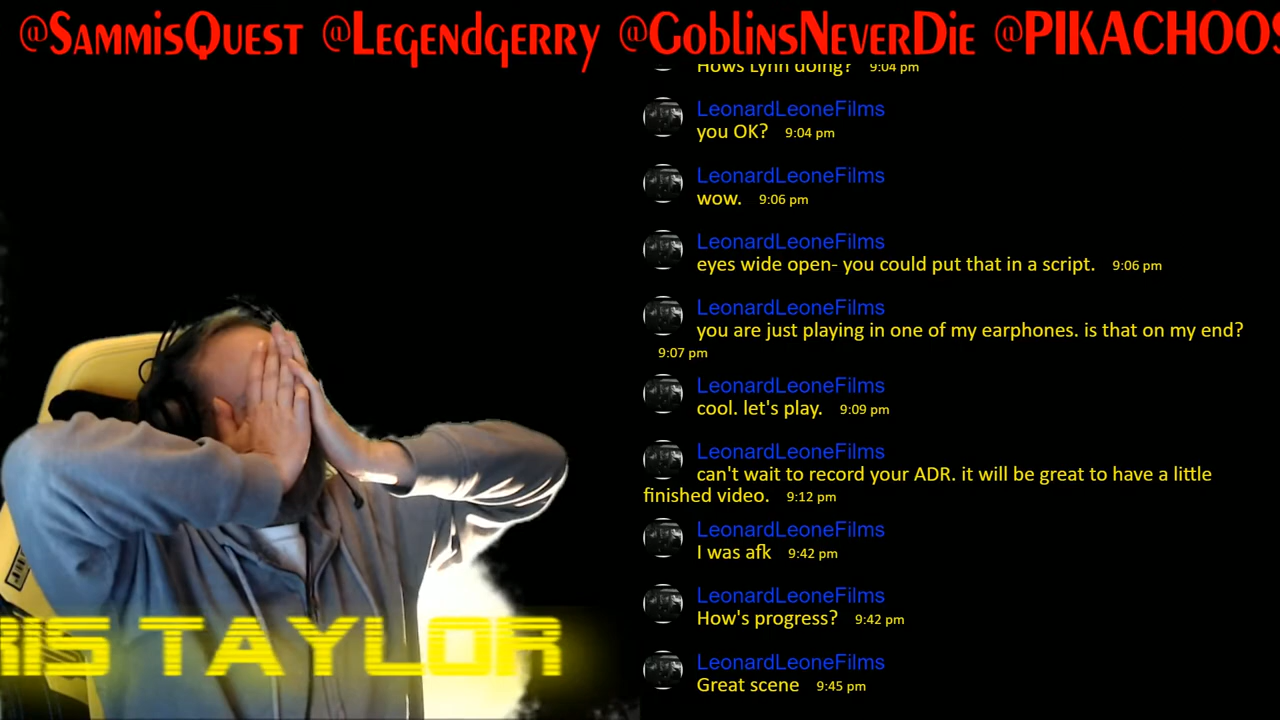 @SammisQuest @Legendgerry @GoblinsNeverDie @PIKACHOOS
Hows Lynn doing? 9:04 pm
LeonardLeoneFilms
you OK? 9:04 pm
LeonardLeoneFilms
wow. 9:06 pm
LeonardLeoneFilms
eyes wide open- you could put that in a script. 9:06 pm
LeonardLeoneFilms
you are just playing in one of my earphones. is that on my end?
9:07 pm
LeonardLeoneFilms
cool. let's play. 9:09 pm
LeonardLeoneFilms
can't wait to record your ADR. it will be great to have a little
finished video. 9:12 pm
LeonardLeoneFilms
I was afk 9:42 pm
LeonardLeoneFilms
How's progress? 9:42 pm
LeonardLeoneFilms
Great scene 9:45 pm
RIS TAYLOR